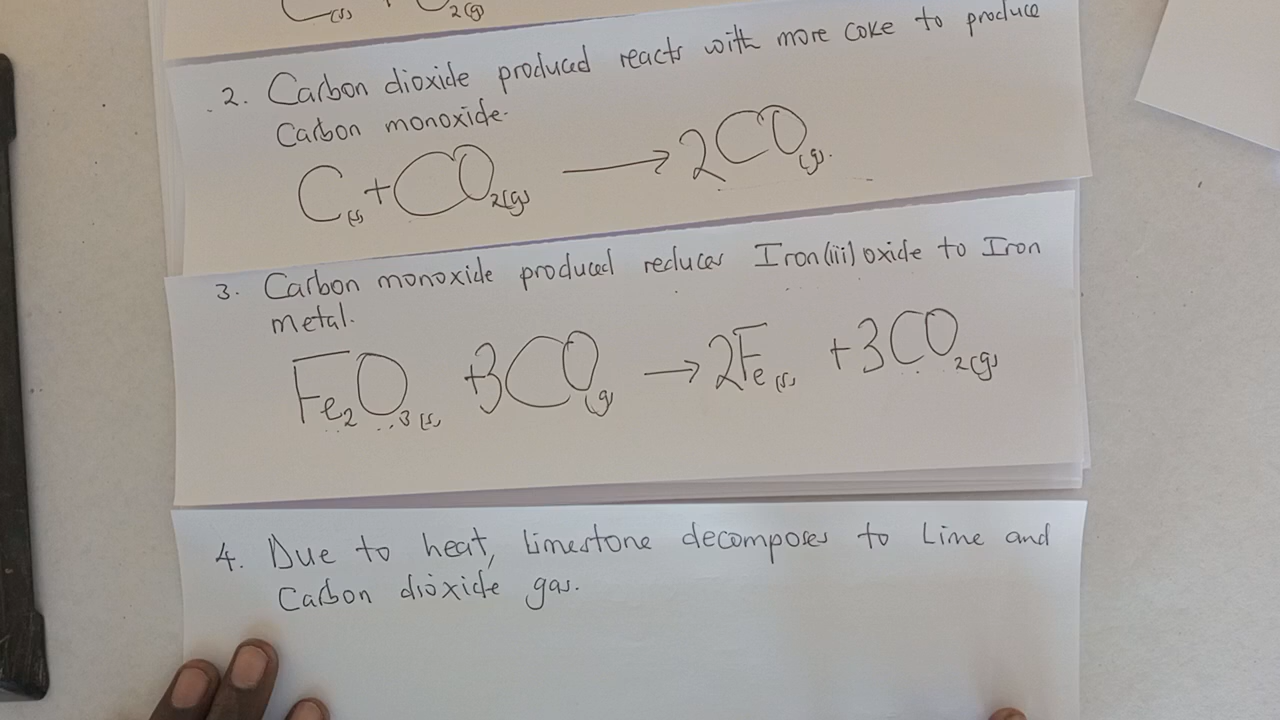 C(s) + C 2(g)
2. Carbon dioxide produced reacts with more coke to produce
Carbon monoxide.
C(s) + CO2(g) → 2CO(g).
3. Carbon monoxide produced reduces Iron(iii) oxide to Iron
metal.
Fe2O3(s) +3CO(g) → 2Fe(s) +3CO2(g)
4. Due to heat, limestone decomposes to Lime and
Carbon dioxide gas.